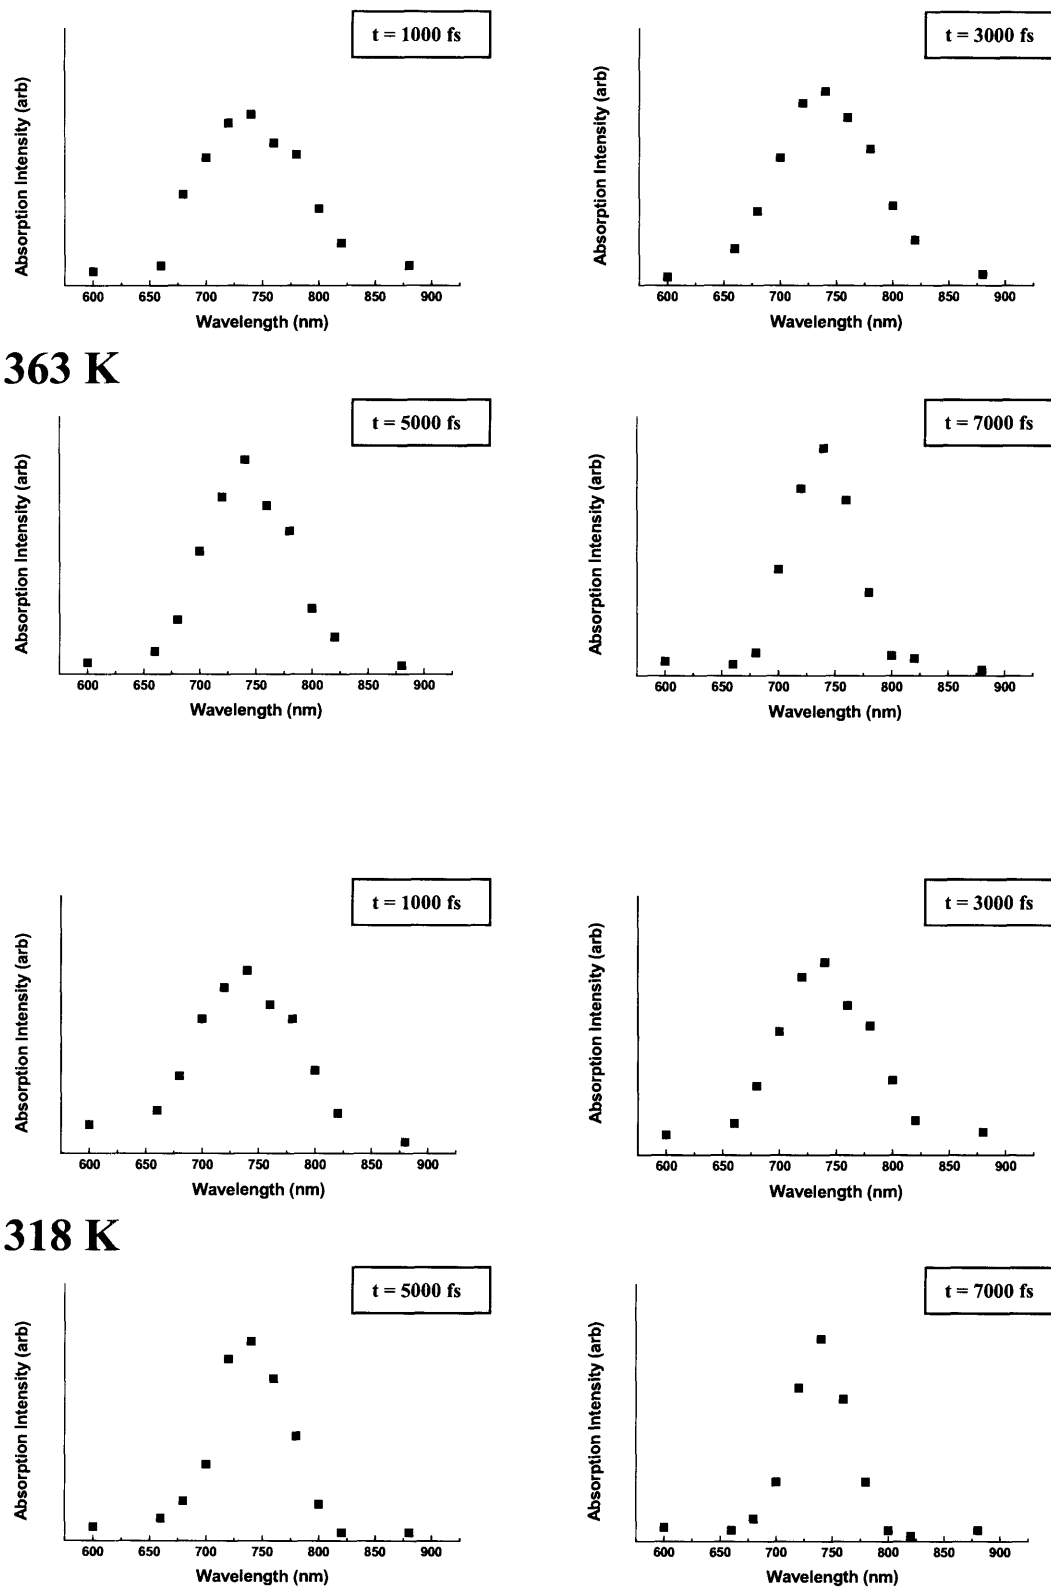 t = 1000 fs
t = 3000 fs
Absorption Intensity (arb)
Absorption Intensity (arb)
600 650 700 750 800 850 900
600 650 700 750 800 850 900
Wavelength (nm)
Wavelength (nm)
363 K
t = 5000 fs
t = 7000 fs
Absorption Intensity (arb)
Absorption Intensity (arb)
600 650 700 750 800 850 900
600 650 700 750 800 850 900
Wavelength (nm)
Wavelength (nm)
t = 1000 fs
t = 3000 fs
Absorption Intensity (arb)
Absorption Intensity (arb)
600 650 700 750 800 850 900
600 650 700 750 800 850 900
Wavelength (nm)
Wavelength (nm)
318 K
t = 5000 fs
t = 7000 fs
Absorption Intensity (arb)
Absorption Intensity (arb)
600 650 700 750 800 850 900
600 650 700 750 800 850 900
Wavelength (nm)
Wavelength (nm)